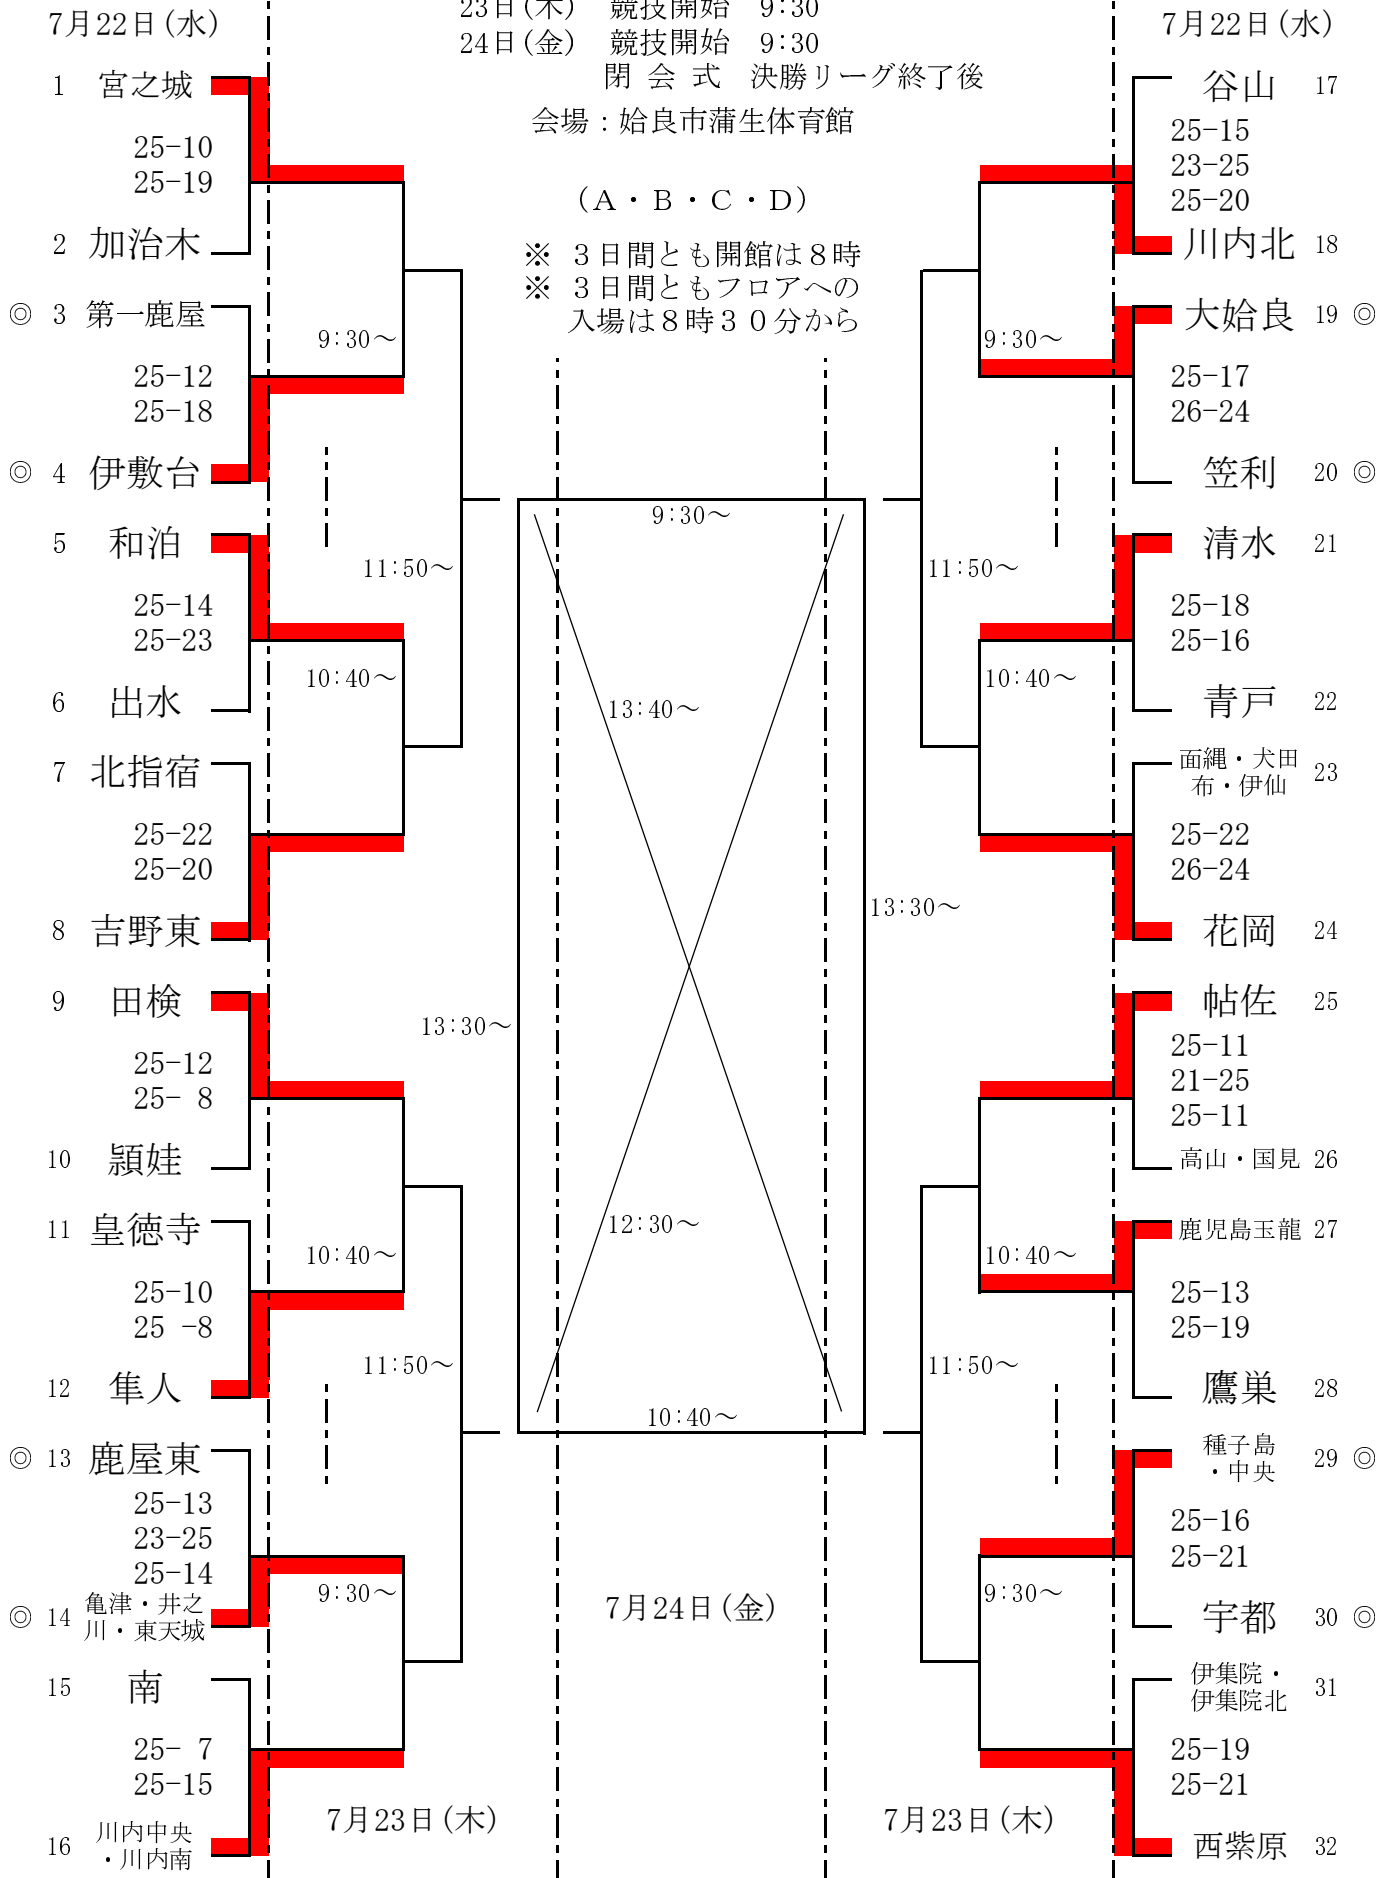 23日(木)　競技開始　9:30
7月22日(水)
24日(金)　競技開始　9:30
7月22日(水)
閉 会 式　決勝リーグ終了後
会場：姶良市蒲生体育館
（A・B・C・D）
※ ３日間とも開館は８時
※ ３日間ともフロアへの
入場は８時３０分から
1 宮之城
25-10
25-19
2 加治木
◎ 3 第一鹿屋
9:30～
25-12
25-18
◎ 4 伊敷台
5 和泊
11:50～
25-14
25-23
10:40～
6 出水
7 北指宿
25-22
25-20
8 吉野東
9 田検
13:30～
25-12
25- 8
10 頴娃
11 皇徳寺
10:40～
25-10
25 -8
11:50～
12 隼人
◎ 13 鹿屋東
25-13
23-25
25-14
9:30～
◎ 14 亀津・井之
川・東天城
15 南
25- 7
25-15
7月23日(木)
16 川内中央
・川内南
9:30～
13:40～
12:30～
10:40～
7月24日(金)
谷山 17
25-15
23-25
25-20
川内北 18
大姶良 19 ◎
9:30～
25-17
26-24
笠利 20 ◎
清水 21
11:50～
25-18
25-16
10:40～
青戸 22
面縄・犬田
布・伊仙 23
25-22
26-24
13:30～
花岡 24
帖佐 25
25-11
21-25
25-11
高山・国見 26
鹿児島玉龍 27
10:40～
25-13
25-19
11:50～
鷹巣 28
種子島
・中央 29 ◎
25-16
25-21
9:30～
宇都 30 ◎
伊集院・
伊集院北 31
25-19
25-21
7月23日(木)
西紫原 32